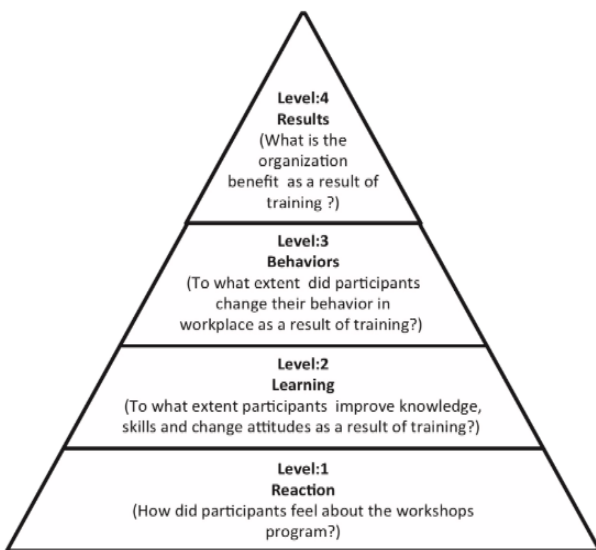 Level:4
Results
(What is the
organization
benefit as a result of
training ?)
Level:3
Behaviors
(To what extent did participants
change their behavior in
workplace as a result of training?)
Level:2
Learning
(To what extent participants improve knowledge,
skills and change attitudes as a result of training?)
Level:1
Reaction
(How did participants feel about the workshops
program?)